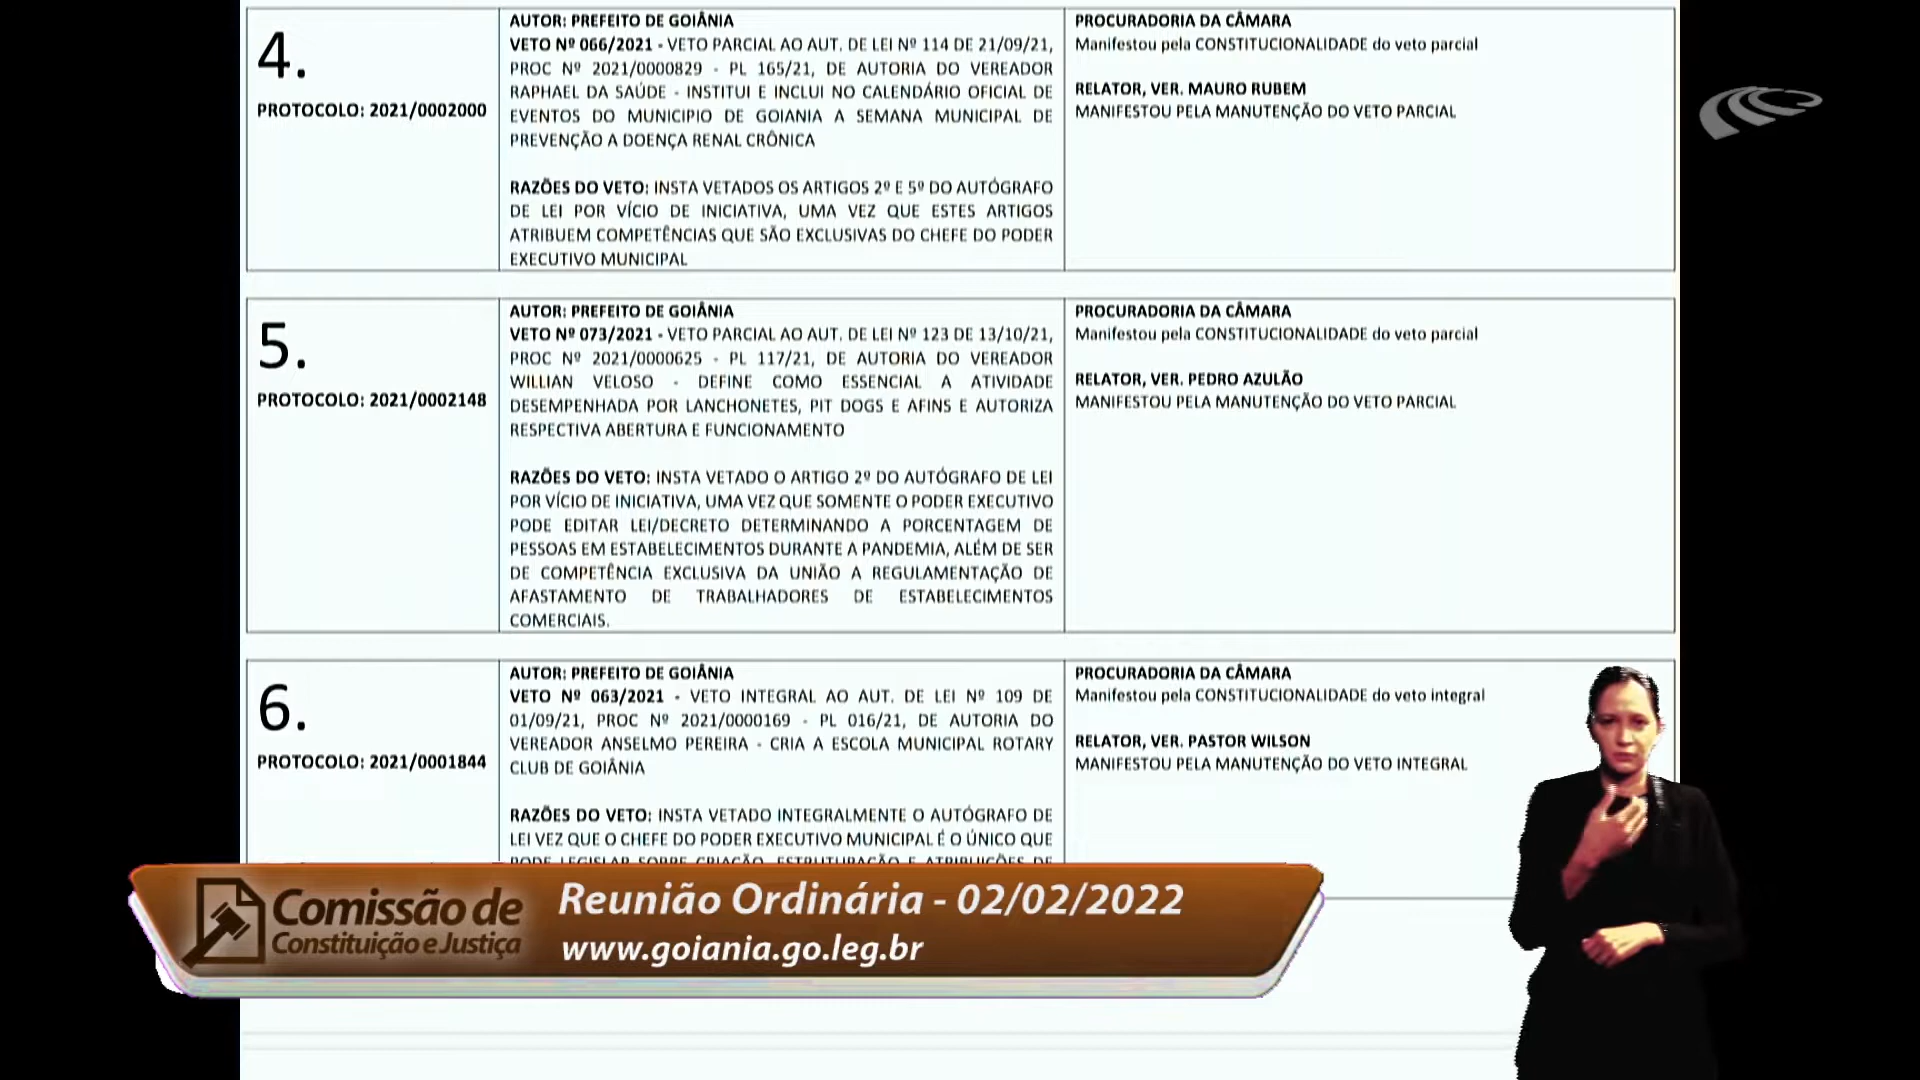 4.
PROTOCOLO: 2021/0002000
AUTOR: PREFEITO DE GOIÂNIA
VETO Nº 066/2021 - VETO PARCIAL AO AUT. DE LEI Nº 114 DE 21/09/21,
PROC Nº 2021/0000829 - PL 165/21, DE AUTORIA DO VEREADOR
RAPHAEL DA SAÚDE - INSTITUI E INCLUI NO CALENDÁRIO OFICIAL DE
EVENTOS DO MUNICIPIO DE GOIANIA A SEMANA MUNICIPAL DE
PREVENÇÃO A DOENÇA RENAL CRÔNICA
RAZÕES DO VETO: INSTA VETADOS OS ARTIGOS 2º E 5º DO AUTÓGRAFO
DE LEI POR VÍCIO DE INICIATIVA, UMA VEZ QUE ESTES ARTIGOS
ATRIBUEM COMPETÊNCIAS QUE SÃO EXCLUSIVAS DO CHEFE DO PODER
EXECUTIVO MUNICIPAL
PROCURADORIA DA CÂMARA
Manifestou pela CONSTITUCIONALIDADE do veto parcial
RELATOR, VER. MAURO RUBEM
MANIFESTOU PELA MANUTENÇÃO DO VETO PARCIAL
5.
PROTOCOLO: 2021/0002148
AUTOR: PREFEITO DE GOIÂNIA
VETO Nº 073/2021 - VETO PARCIAL AO AUT. DE LEI Nº 123 DE 13/10/21,
PROC Nº 2021/0000625 - PL 117/21, DE AUTORIA DO VEREADOR
WILLIAN VELOSO - DEFINE COMO ESSENCIAL A ATIVIDADE
DESEMPENHADA POR LANCHONETES, PIT DOGS E AFINS E AUTORIZA
RESPECTIVA ABERTURA E FUNCIONAMENTO
RAZÕES DO VETO: INSTA VETADO O ARTIGO 2º DO AUTÓGRAFO DE LEI
POR VÍCIO DE INICIATIVA, UMA VEZ QUE SOMENTE O PODER EXECUTIVO
PODE EDITAR LEI/DECRETO DETERMINANDO A PORCENTAGEM DE
PESSOAS EM ESTABELECIMENTOS DURANTE A PANDEMIA, ALÉM DE SER
DE COMPETÊNCIA EXCLUSIVA DA UNIÃO A REGULAMENTAÇÃO DE
AFASTAMENTO DE TRABALHADORES DE ESTABELECIMENTOS
COMERCIAIS.
PROCURADORIA DA CÂMARA
Manifestou pela CONSTITUCIONALIDADE do veto parcial
RELATOR, VER. PEDRO AZULÃO
MANIFESTOU PELA MANUTENÇÃO DO VETO PARCIAL
6.
PROTOCOLO: 2021/0001844
AUTOR: PREFEITO DE GOIÂNIA
VETO Nº 063/2021 - VETO INTEGRAL AO AUT. DE LEI Nº 109 DE
01/09/21, PROC Nº 2021/0000169 - PL 016/21, DE AUTORIA DO
VEREADOR ANSELMO PEREIRA - CRIA A ESCOLA MUNICIPAL ROTARY
CLUB DE GOIÂNIA
RAZÕES DO VETO: INSTA VETADO INTEGRALMENTE O AUTÓGRAFO DE
LEI VEZ QUE O CHEFE DO PODER EXECUTIVO MUNICIPAL É O ÚNICO QUE
PODE LEGISLAR SOBRE CRIAÇÃO, ESTRUTURAÇÃO E ATRIBUIÇÕES DE
PROCURADORIA DA CÂMARA
Manifestou pela CONSTITUCIONALIDADE do veto integral
RELATOR, VER. PASTOR WILSON
MANIFESTOU PELA MANUTENÇÃO DO VETO INTEGRAL
Comissão de
Constituição e Justiça
Reunião Ordinária - 02/02/2022
www.goiania.go.leg.br